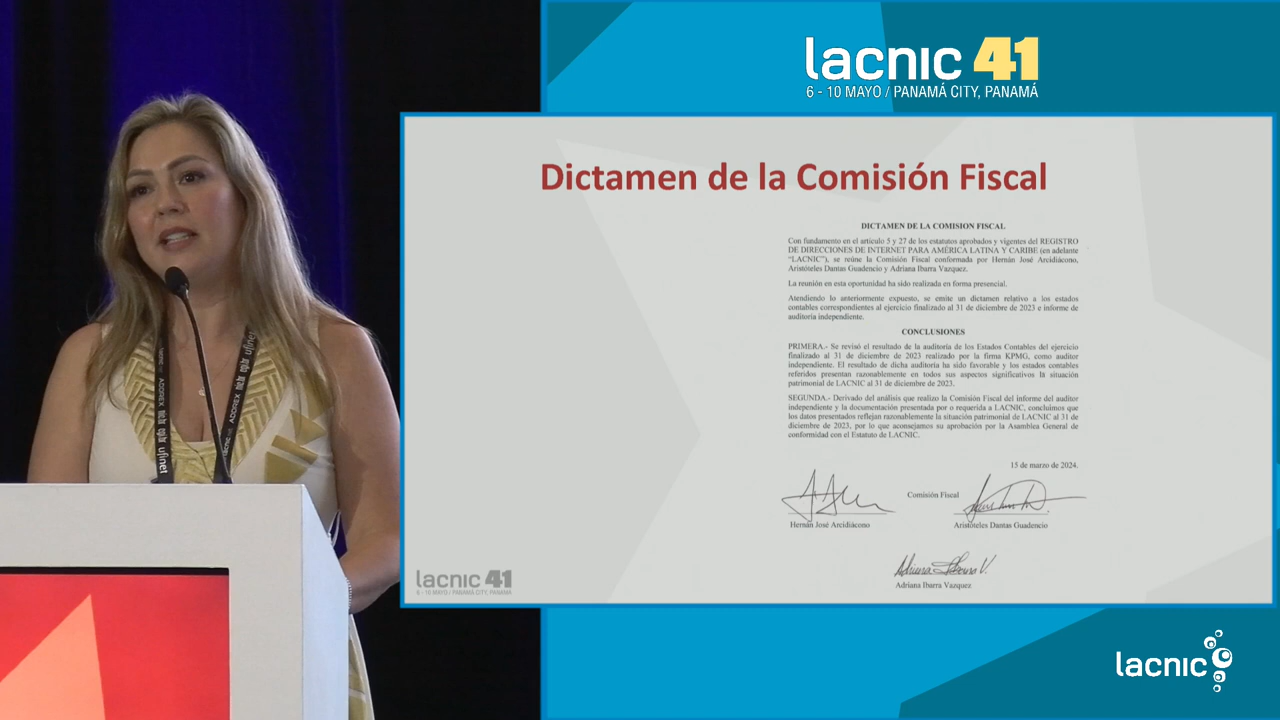 lacnic 41
6 - 10 MAYO / PANAMÁ CITY, PANAMÁ
Dictamen de la Comisión Fiscal
DICTAMEN DE LA COMISION FISCAL
Con fundamento en el artículo 5 y 27 de los estatutos aprobados y vigentes del REGISTRO
DE DIRECCIONES DE INTERNET PARA AMÉRICA LATINA Y CARIBE (en adelante
“LACNIC”), se reúne la Comisión Fiscal conformada por Hernán José Arcidiácono,
Aristóteles Dantas Guadencio y Adriana Ibarra Vazquez.
La reunión en esta oportunidad ha sido realizada en forma presencial.
Atendiendo lo anteriormente expuesto, se emite un dictamen relativo a los estados
contables correspondientes al ejercicio finalizado al 31 de diciembre de 2023 e informe de
auditoría independiente.
CONCLUSIONES
PRIMERA.- Se revisó el resultado de la auditoría de los Estados Contables del ejercicio
finalizado al 31 de diciembre de 2023 realizado por la firma KPMG, como auditor
independiente. El resultado de dicha auditoría ha sido favorable y los estados contables
referidos presentan razonablemente en todos sus aspectos significativos la situación
patrimonial de LACNIC al 31 de diciembre de 2023.
SEGUNDA.- Derivado del análisis que realizo la Comisión Fiscal del informe del auditor
independiente y la documentación presentada por o requerida a LACNIC, concluimos que
los datos presentados reflejan razonablemente la situación patrimonial de LACNIC al 31 de
diciembre de 2023, por lo que aconsejamos su aprobación por la Asamblea General de
conformidad con el Estatuto de LACNIC.
15 de marzo de 2024.
Comisión Fiscal
Hernán José Arcidiácono
Aristóteles Dantas Guadencio
Adriana Ibarra V.
Adriana Ibarra Vazquez
lacnic 41
6 - 10 MAYO / PANAMÁ CITY, PANAMÁ
lacnic
ADDREX
ufinet
lacnic
ADDREX
ufinet